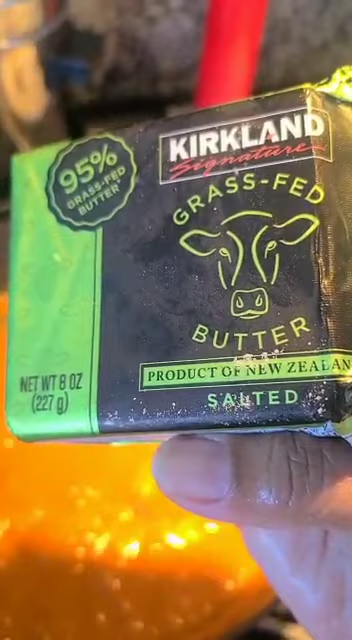 95%
GRASS-FED
BUTTER
KIRKLAND
Signature
GRASS-FED
BUTTER
PRODUCT OF NEW ZEALAN
SALTED
NET WT 8 OZ
(227 g)